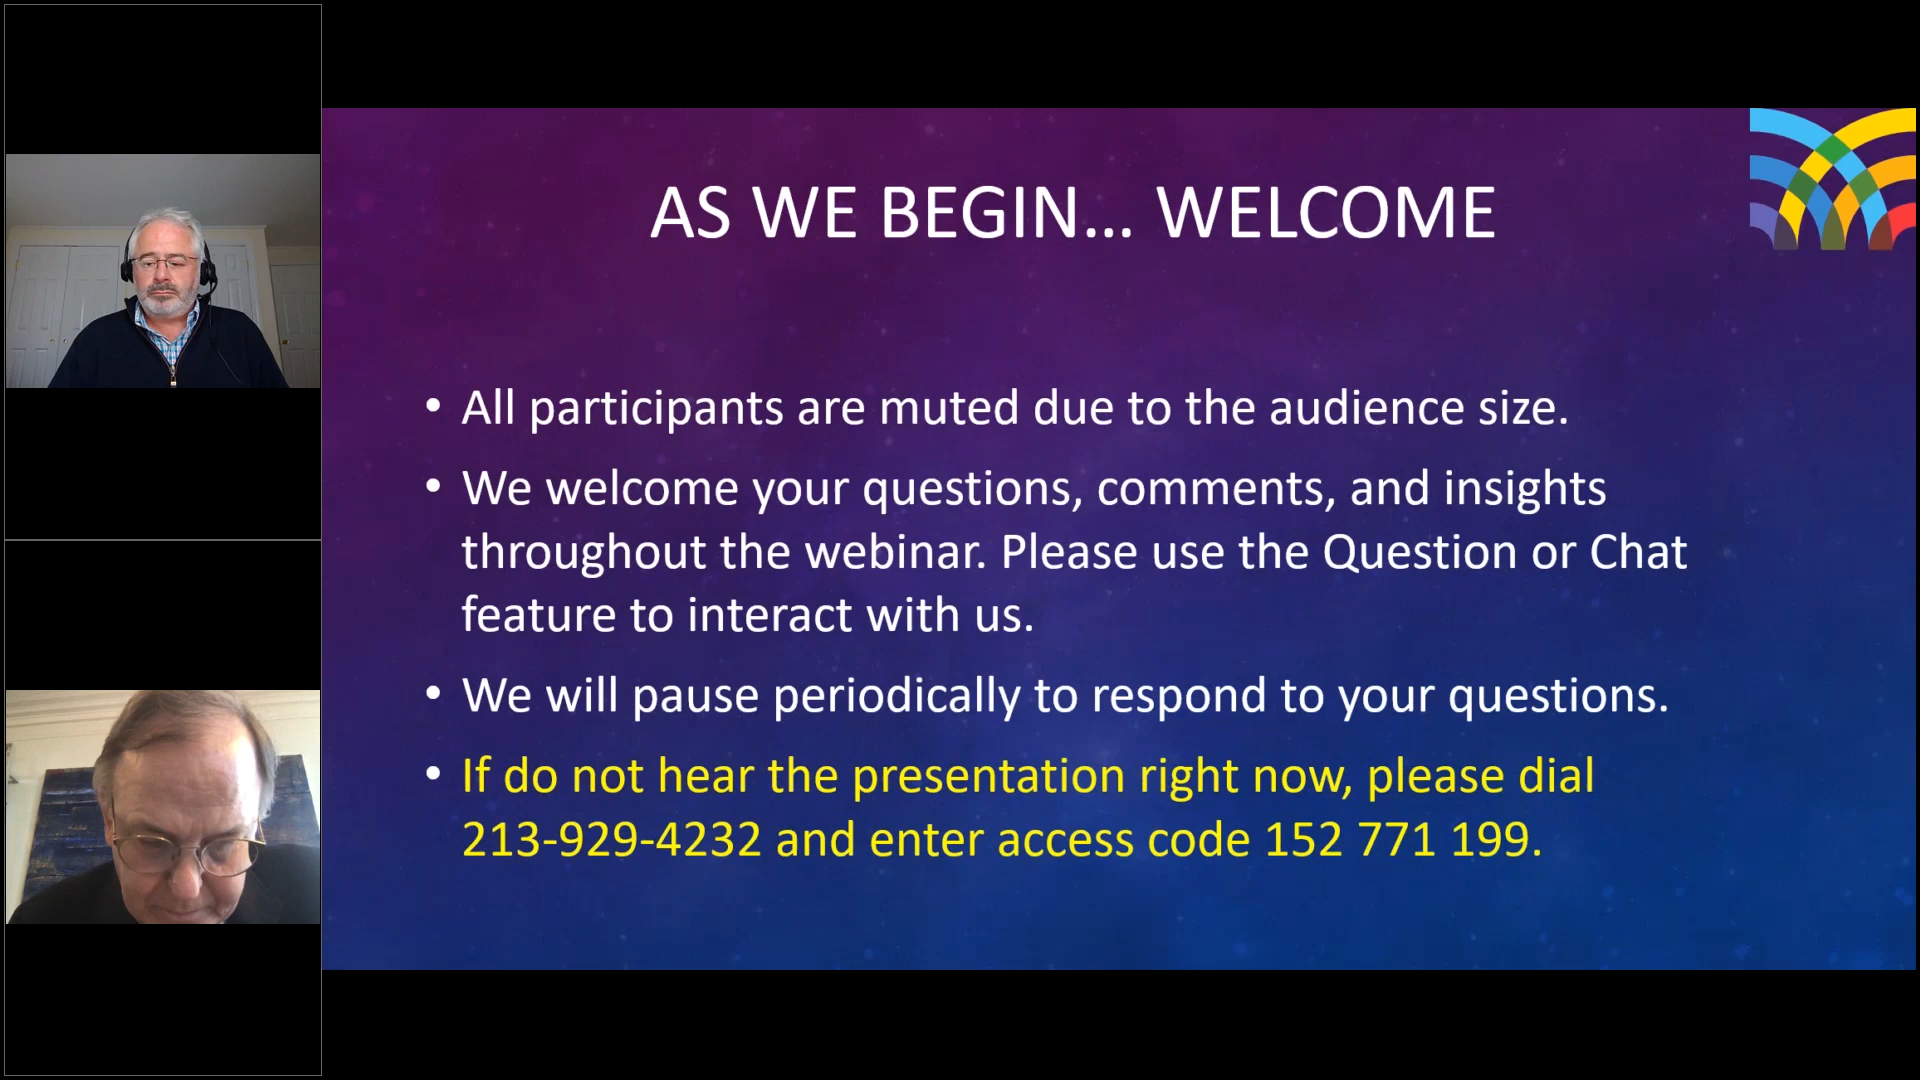 AS WE BEGIN... WELCOME
• All participants are muted due to the audience size.
• We welcome your questions, comments, and insights
throughout the webinar. Please use the Question or Chat
feature to interact with us.
• We will pause periodically to respond to your questions.
• If do not hear the presentation right now, please dial
213-929-4232 and enter access code 152 771 199.